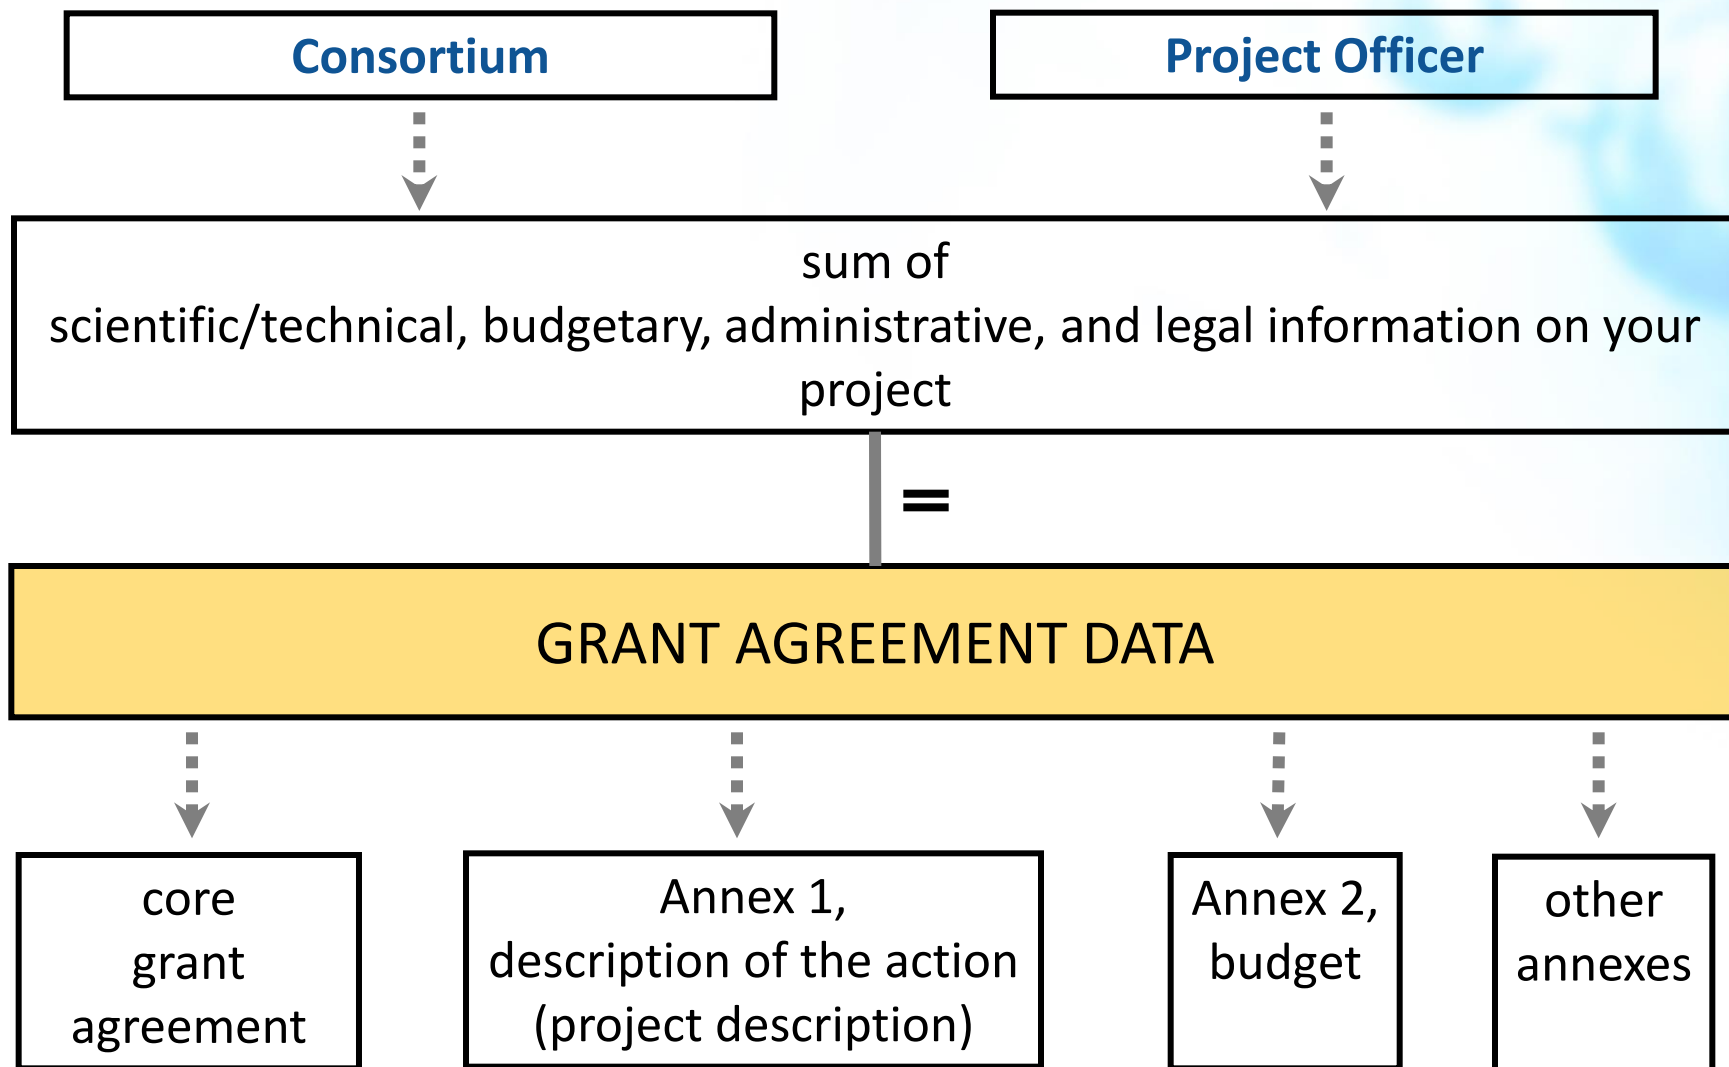 Consortium
Project Officer
sum of
scientific/technical, budgetary, administrative, and legal information on your
project
=
GRANT AGREEMENT DATA
core
grant
agreement
Annex 1,
description of the action
(project description)
Annex 2,
budget
other
annexes